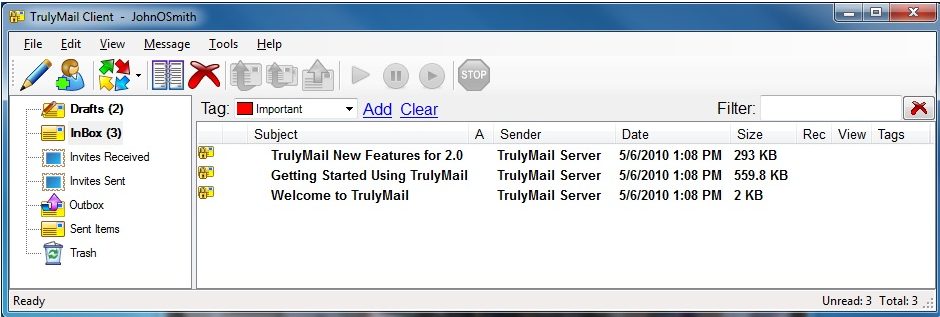 TrulyMail Client - JohnOSmith
File Edit View Message Tools Help
STOP
Drafts (2)
InBox (3)
Invites Received
Invites Sent
Outbox
Sent Items
Trash
Tag: Important Add Clear Filter:
Subject A Sender Date Size Rec View Tags
TrulyMail New Features for 2.0 TrulyMail Server 5/6/2010 1:08 PM 293 KB
Getting Started Using TrulyMail TrulyMail Server 5/6/2010 1:08 PM 559.8 KB
Welcome to TrulyMail TrulyMail Server 5/6/2010 1:08 PM 2 KB
Ready Unread: 3 Total: 3